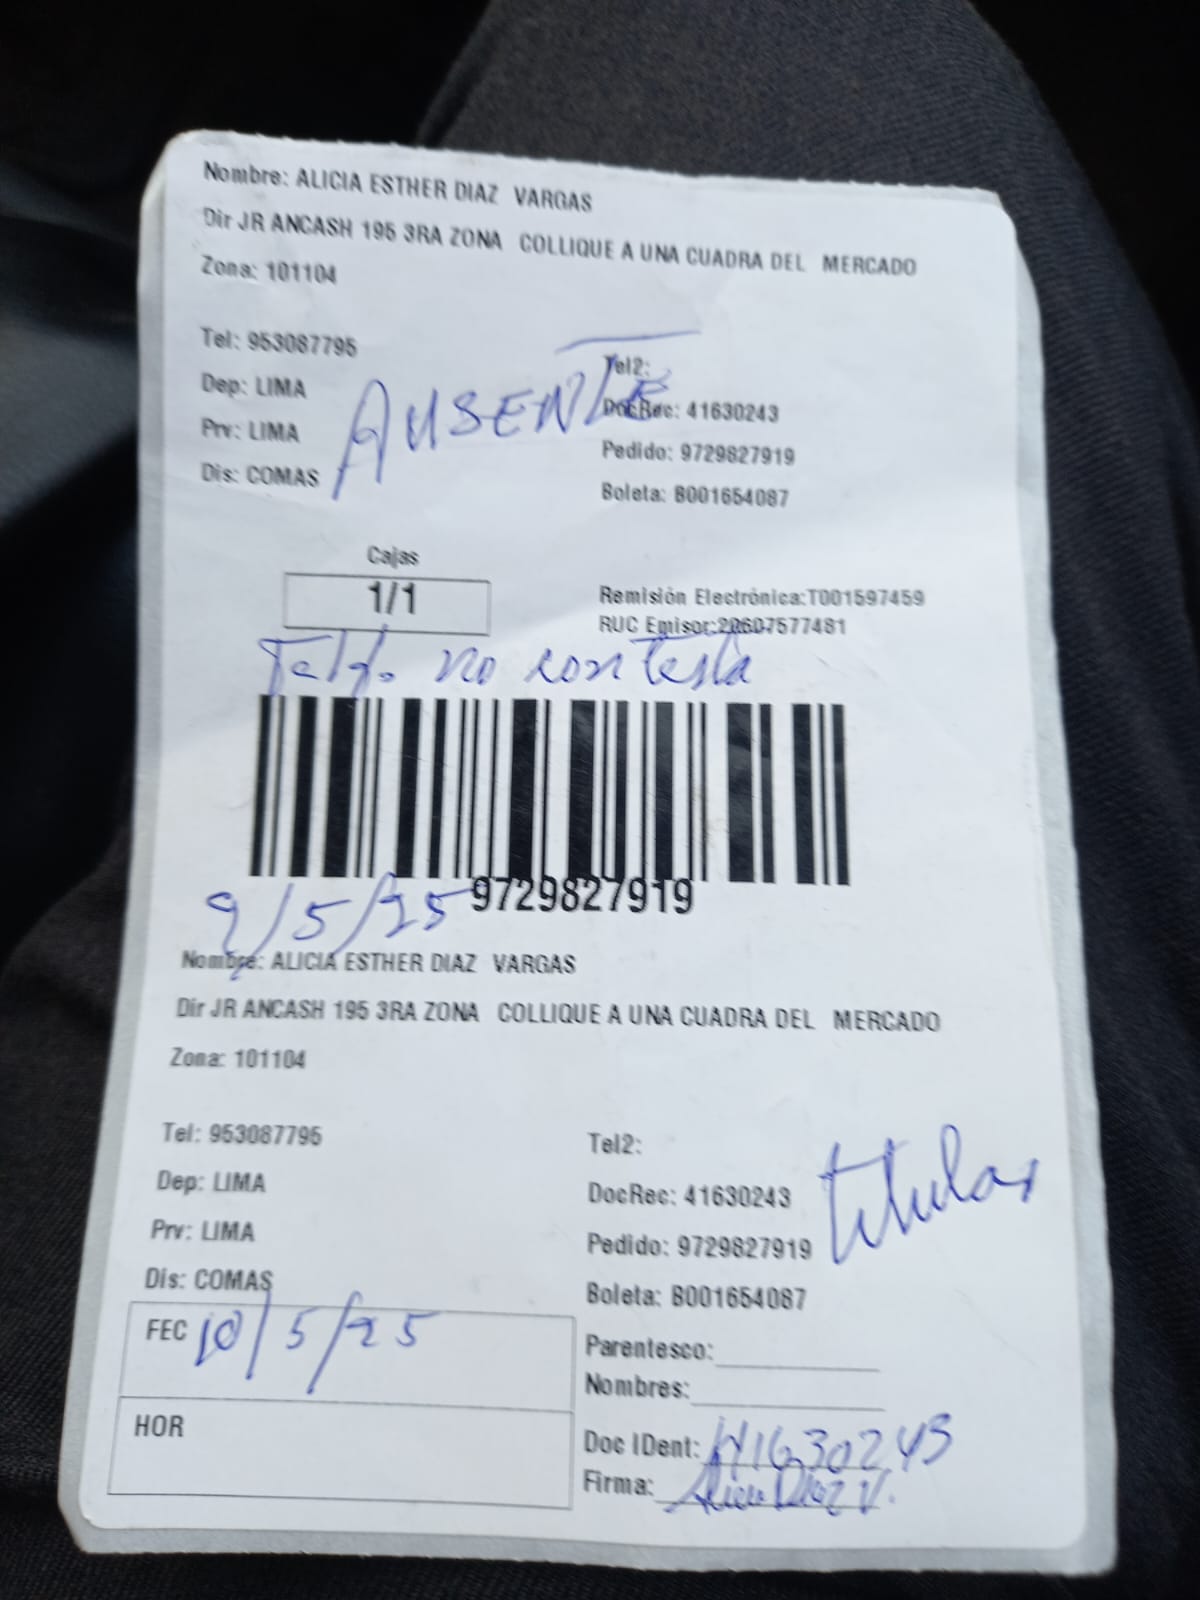 Nombre: ALICIA ESTHER DIAZ VARGAS
Dir JR ANCASH 195 3RA ZONA COLLIQUE A UNA CUADRA DEL MERCADO
Zona: 101104
Tel: 953087795
Tel2:
Dep: LIMA
AUSENTE
DocRec: 41630243
Prv: LIMA
Pedido: 9729827919
Dis: COMAS
Boleta: B001654087
Cajas
1/1
Remisión Electrónica:T001597459
RUC Emisor:20607577481
Telf. no contesta
9/5/25
9729827919
Nombre: ALICIA ESTHER DIAZ VARGAS
Dir JR ANCASH 195 3RA ZONA COLLIQUE A UNA CUADRA DEL MERCADO
Zona: 101104
Tel: 953087795
Tel2:
Dep: LIMA
DocRec: 41630243
titular
Prv: LIMA
Pedido: 9729827919
Dis: COMAS
Boleta: B001654087
FEC 10/5/25
Parentesco:
Nombres:
HOR
Doc IDent: 41630243
Firma: Alicia Diaz V.